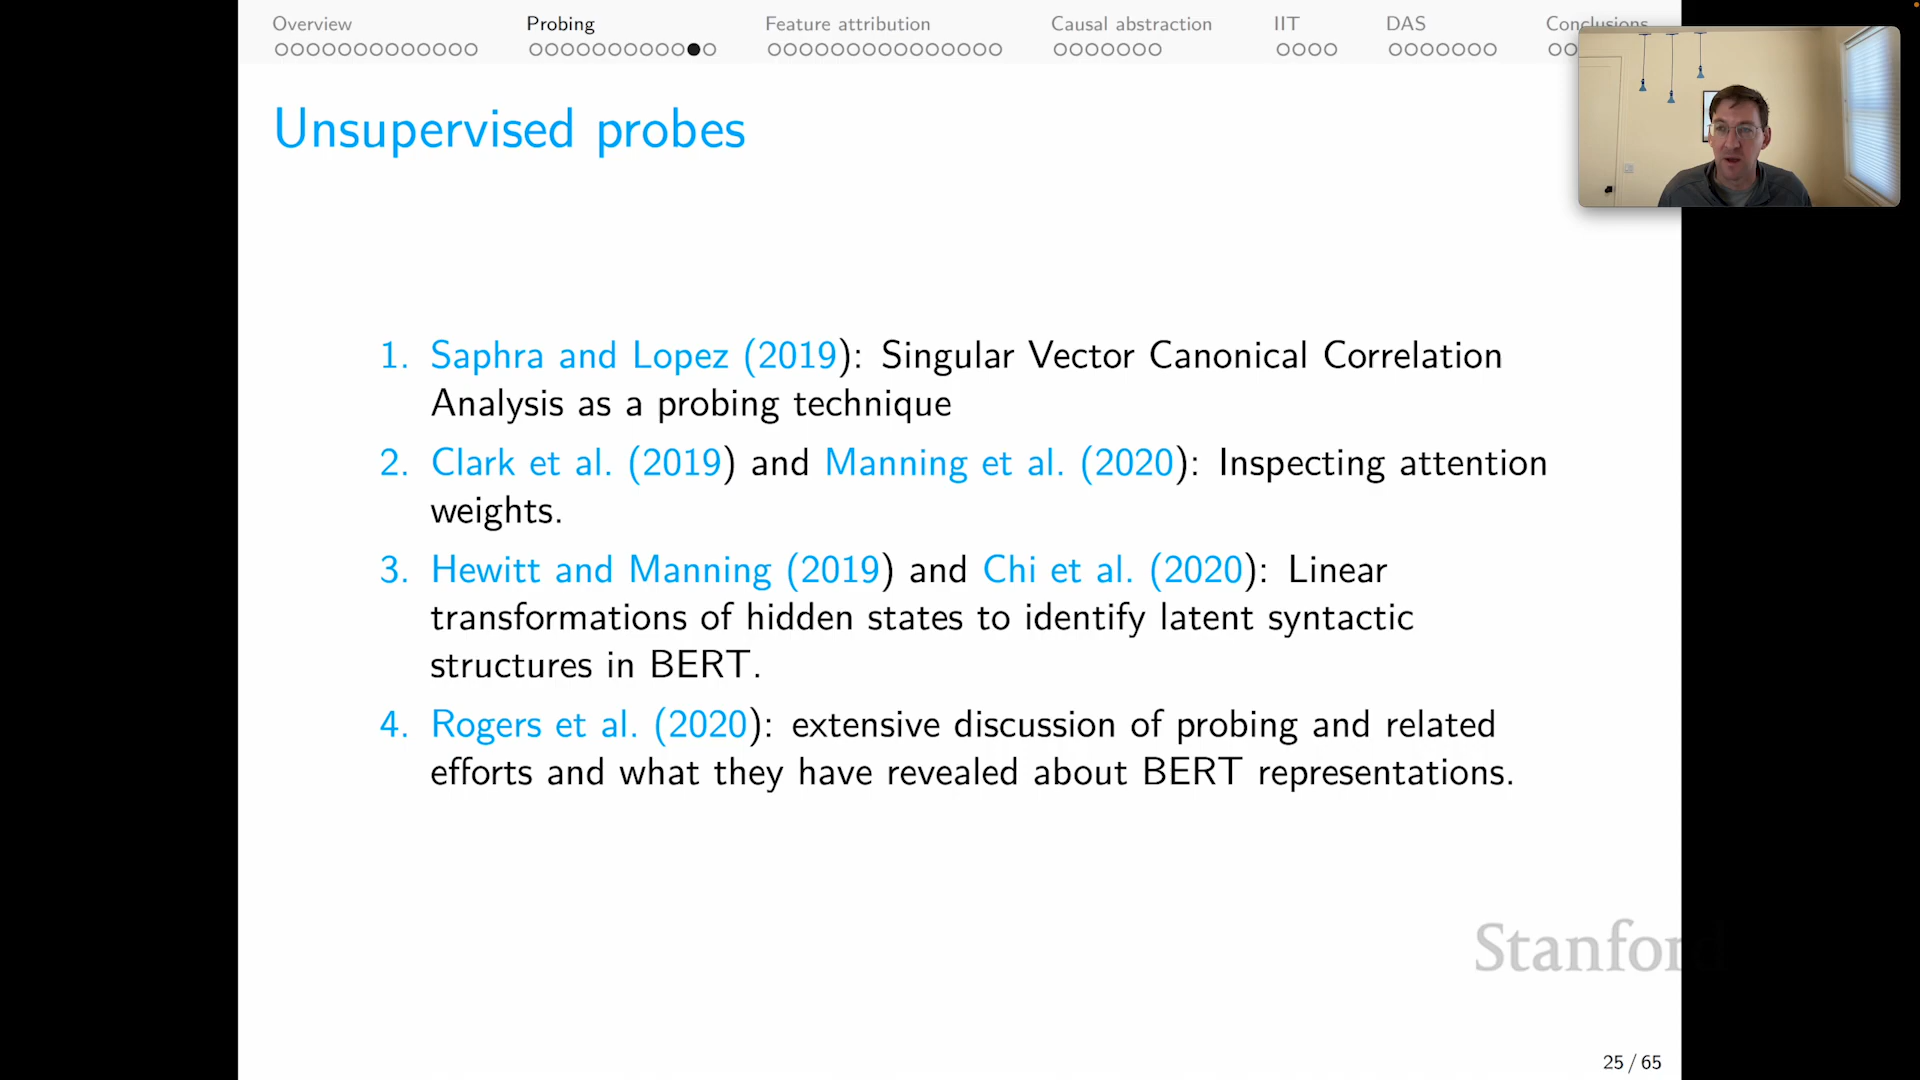 Overview Probing Feature attribution Causal abstraction IIT DAS Conclusions
Unsupervised probes
1. Saphra and Lopez (2019): Singular Vector Canonical Correlation
Analysis as a probing technique
2. Clark et al. (2019) and Manning et al. (2020): Inspecting attention
weights.
3. Hewitt and Manning (2019) and Chi et al. (2020): Linear
transformations of hidden states to identify latent syntactic
structures in BERT.
4. Rogers et al. (2020): extensive discussion of probing and related
efforts and what they have revealed about BERT representations.
Stanford
25 / 65